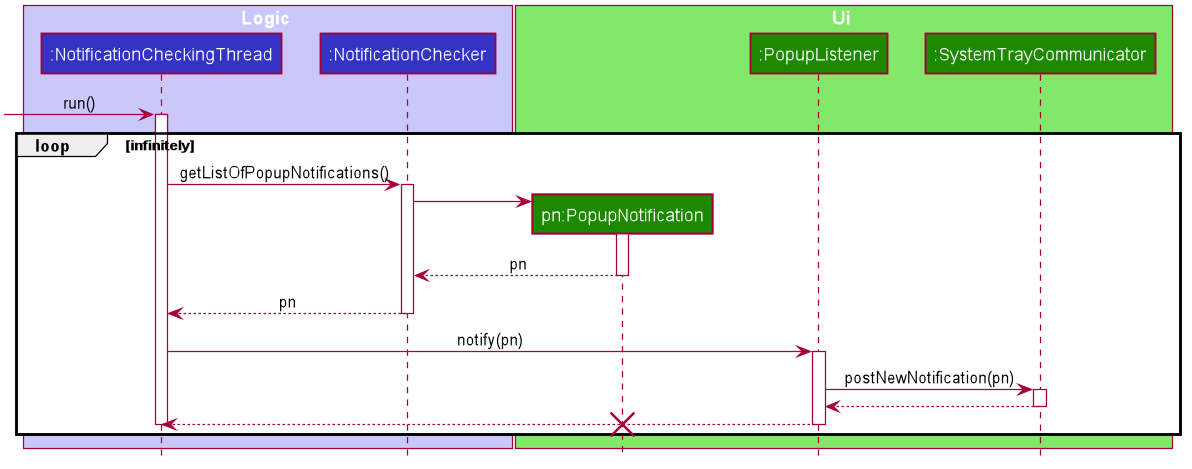 Logic
Ui
:NotificationCheckingThread
:NotificationChecker
:PopupListener
:SystemTrayCommunicator
run()
loop
[infinitely]
getListOfPopupNotifications()
pn:PopupNotification
pn
pn
notify(pn)
postNewNotification(pn)